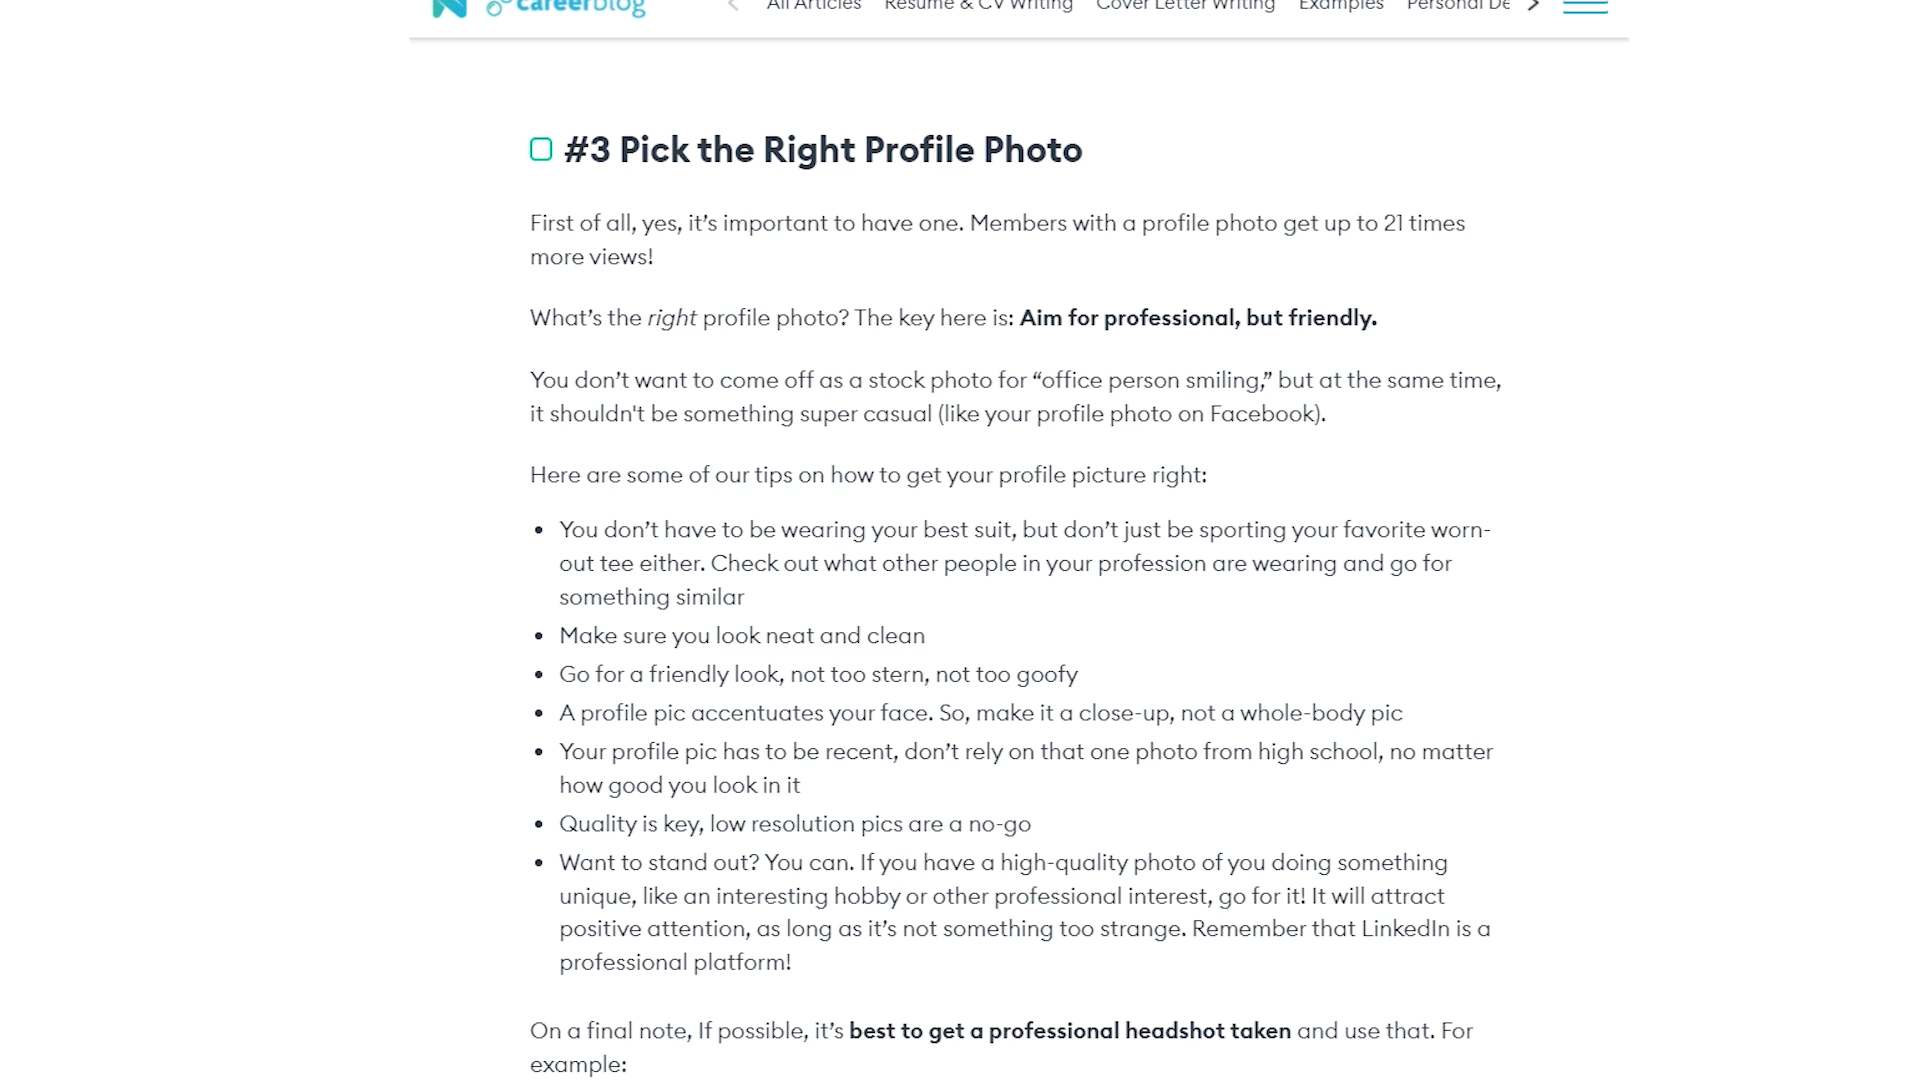 careerblog
All Articles Resume & CV Writing Cover Letter Writing Examples Personal De
#3 Pick the Right Profile Photo
First of all, yes, it’s important to have one. Members with a profile photo get up to 21 times
more views!
What’s the right profile photo? The key here is: Aim for professional, but friendly.
You don’t want to come off as a stock photo for “office person smiling,” but at the same time,
it shouldn't be something super casual (like your profile photo on Facebook).
Here are some of our tips on how to get your profile picture right:
• You don’t have to be wearing your best suit, but don’t just be sporting your favorite worn-
out tee either. Check out what other people in your profession are wearing and go for
something similar
• Make sure you look neat and clean
• Go for a friendly look, not too stern, not too goofy
• A profile pic accentuates your face. So, make it a close-up, not a whole-body pic
• Your profile pic has to be recent, don’t rely on that one photo from high school, no matter
how good you look in it
• Quality is key, low resolution pics are a no-go
• Want to stand out? You can. If you have a high-quality photo of you doing something
unique, like an interesting hobby or other professional interest, go for it! It will attract
positive attention, as long as it’s not something too strange. Remember that LinkedIn is a
professional platform!
On a final note, If possible, it’s best to get a professional headshot taken and use that. For
example: